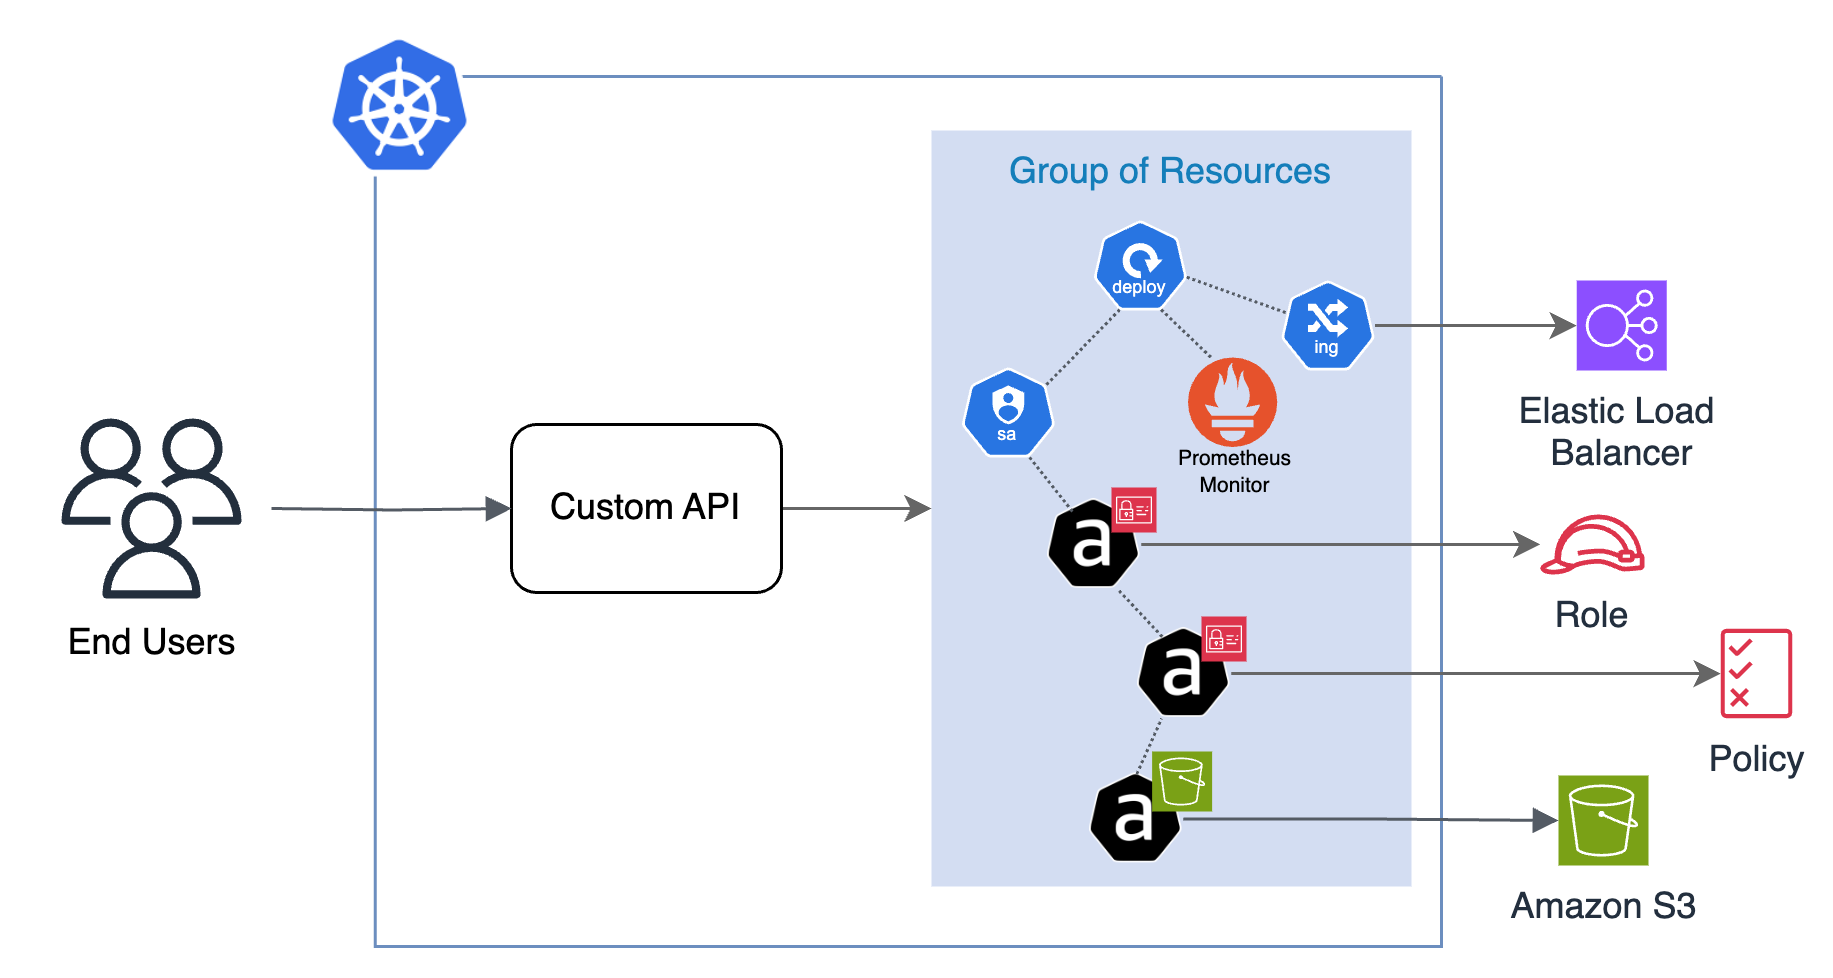 Group of Resources
deploy
ing
sa
Prometheus
Monitor
a
a
a
Custom API
End Users
Elastic Load
Balancer
Role
Policy
Amazon S3